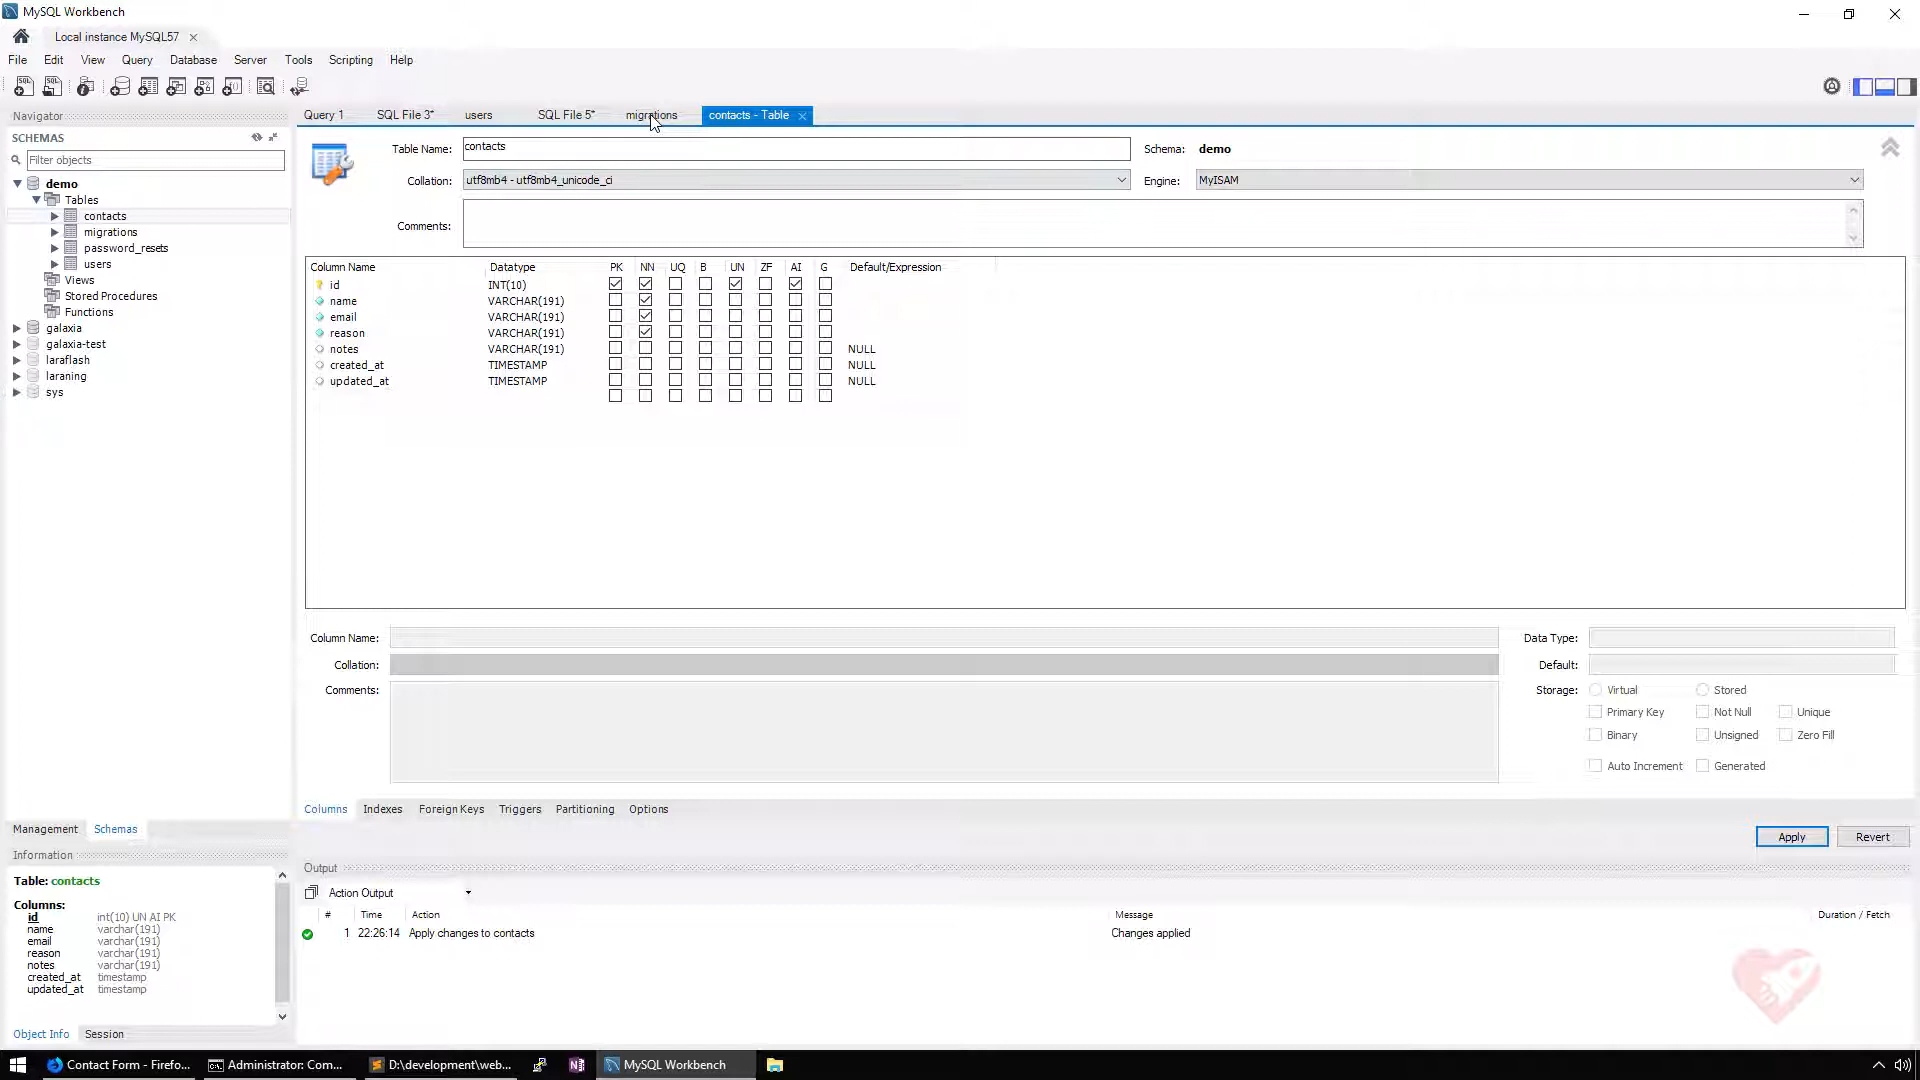 MySQL Workbench
Local instance MySQL57
File Edit View Query Database Server Tools Scripting Help
Navigator
SCHEMAS
Filter objects
demo
Tables
contacts
migrations
password_resets
users
Views
Stored Procedures
Functions
galaxia
galaxia-test
laraflash
laraning
sys
Management Schemas
Information
Table: contacts
Columns:
id int(10) UN AI PK
name varchar(191)
email varchar(191)
reason varchar(191)
notes varchar(191)
created_at timestamp
updated_at timestamp
Object Info Session
Query 1 SQL File 3* users SQL File 5* migrations contacts - Table
Table Name: contacts Schema: demo
Collation: utf8mb4 - utf8mb4_unicode_ci Engine: MyISAM
Comments:
Column Name Datatype PK NN UQ B UN ZF AI G Default/Expression
id INT(10)
name VARCHAR(191)
email VARCHAR(191)
reason VARCHAR(191)
notes VARCHAR(191) NULL
created_at TIMESTAMP NULL
updated_at TIMESTAMP NULL
Column Name: Data Type:
Collation: Default:
Comments: Storage: Virtual Stored
Primary Key Not Null Unique
Binary Unsigned Zero Fill
Auto Increment Generated
Columns Indexes Foreign Keys Triggers Partitioning Options
Apply Revert
Output
Action Output
# Time Action Message Duration / Fetch
1 22:26:14 Apply changes to contacts Changes applied
Contact Form - Firefo... Administrator: Com... D:\development\web... MySQL Workbench